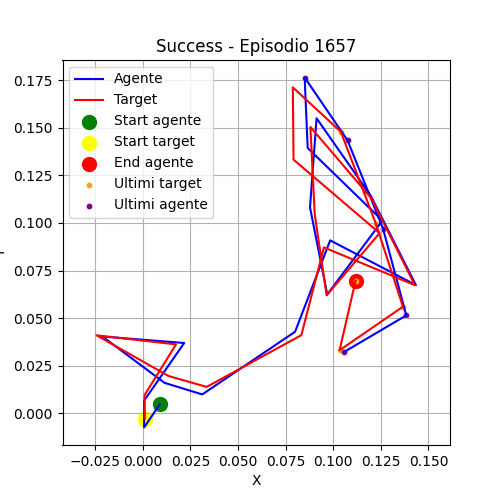 Success - Episodio 1657
Agente
Target
Start agente
Start target
End agente
Ultimi target
Ultimi agente
0.175
0.150
0.125
0.100
0.075
0.050
0.025
0.000
−0.025 0.000 0.025 0.050 0.075 0.100 0.125 0.150
X